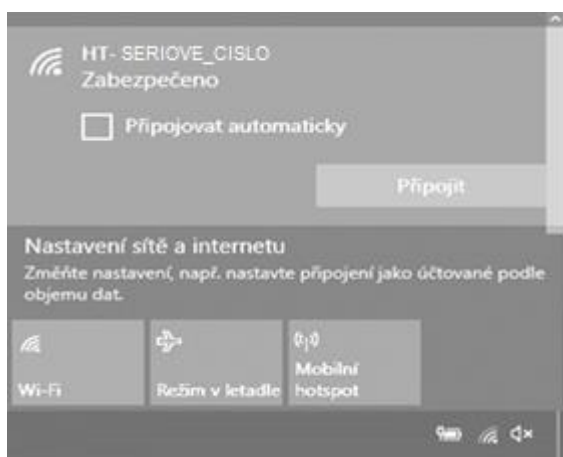 HT- SERIOVE_CISLO
Zabezpečeno
Připojovat automaticky
Připojit
Nastavení sítě a internetu
Změňte nastavení, např. nastavte připojení jako účtované podle
objemu dat.
Wi-Fi
Režim v letadle
Mobilní
hotspot